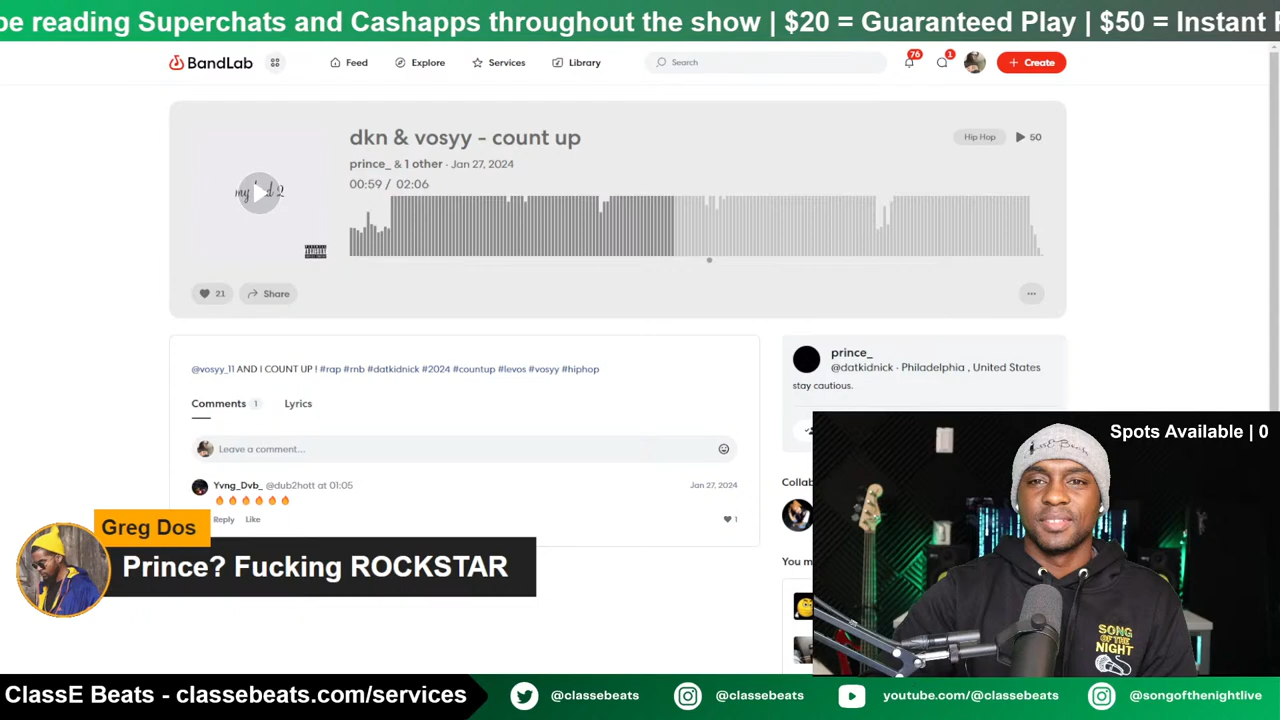 be reading Superchats and Cashapps throughout the show | $20 = Guaranteed Play | $50 = Instant
BandLab
Feed
Explore
Services
Library
Search
76
1
Create
dkn & vosyy - count up
Hip Hop
50
prince_ & 1 other · Jan 27, 2024
00:59 / 02:06
21
Share
@vosyy_11 AND I COUNT UP ! #rap #rnb #datkidnick #2024 #countup #levos #vosyy #hiphop
Comments 1
Lyrics
Leave a comment...
Yvng_Dvb_ @dub2hott at 01:05
Jan 27, 2024
🔥🔥🔥🔥🔥🔥
Reply Like
1
prince_
@datkidnick · Philadelphia , United States
stay cautious.
Collab
You m
Spots Available | 0
Greg Dos
Prince? Fucking ROCKSTAR
SONG
OF THE
NIGHT
ClassE Beats - classebeats.com/services
@classebeats
@classebeats
youtube.com/@classebeats
@songofthenightlive